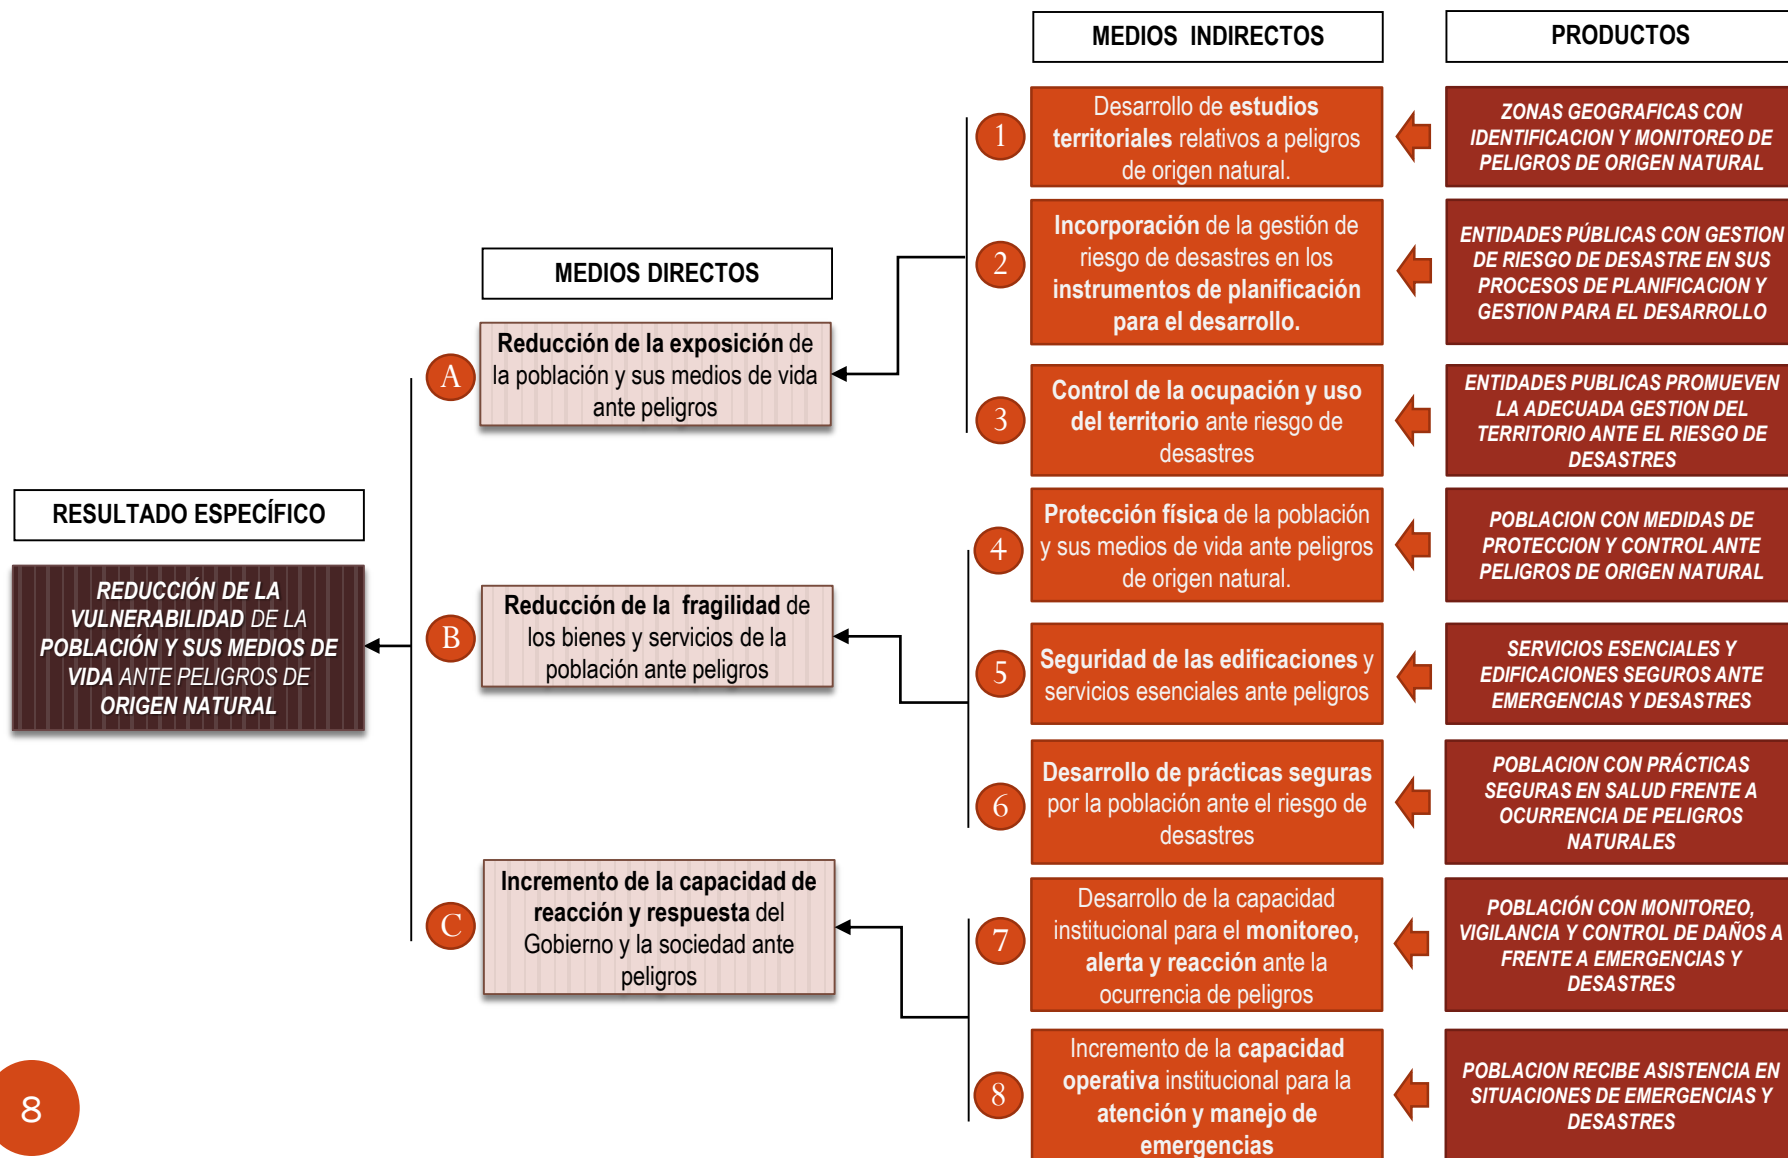 MEDIOS INDIRECTOS
PRODUCTOS
1
Desarrollo de estudios
territoriales relativos a peligros
de origen natural.
ZONAS GEOGRAFICAS CON
IDENTIFICACION Y MONITOREO DE
PELIGROS DE ORIGEN NATURAL
2
Incorporación de la gestión de
riesgo de desastres en los
instrumentos de planificación
para el desarrollo.
ENTIDADES PÚBLICAS CON GESTION
DE RIESGO DE DESASTRE EN SUS
PROCESOS DE PLANIFICACION Y
GESTION PARA EL DESARROLLO
MEDIOS DIRECTOS
A
Reducción de la exposición de
la población y sus medios de vida
ante peligros
3
Control de la ocupación y uso
del territorio ante riesgo de
desastres
ENTIDADES PUBLICAS PROMUEVEN
LA ADECUADA GESTION DEL
TERRITORIO ANTE EL RIESGO DE
DESASTRES
RESULTADO ESPECÍFICO
REDUCCIÓN DE LA
VULNERABILIDAD DE LA
POBLACIÓN Y SUS MEDIOS DE
VIDA ANTE PELIGROS DE
ORIGEN NATURAL
4
Protección física de la población
y sus medios de vida ante peligros
de origen natural.
POBLACION CON MEDIDAS DE
PROTECCION Y CONTROL ANTE
PELIGROS DE ORIGEN NATURAL
B
Reducción de la fragilidad de
los bienes y servicios de la
población ante peligros
5
Seguridad de las edificaciones y
servicios esenciales ante peligros
SERVICIOS ESENCIALES Y
EDIFICACIONES SEGUROS ANTE
EMERGENCIAS Y DESASTRES
6
Desarrollo de prácticas seguras
por la población ante el riesgo de
desastres
POBLACION CON PRÁCTICAS
SEGURAS EN SALUD FRENTE A
OCURRENCIA DE PELIGROS
NATURALES
C
Incremento de la capacidad de
reacción y respuesta del
Gobierno y la sociedad ante
peligros
7
Desarrollo de la capacidad
institucional para el monitoreo,
alerta y reacción ante la
ocurrencia de peligros
POBLACIÓN CON MONITOREO,
VIGILANCIA Y CONTROL DE DAÑOS A
FRENTE A EMERGENCIAS Y
DESASTRES
8
Incremento de la capacidad
operativa institucional para la
atención y manejo de
emergencias
POBLACION RECIBE ASISTENCIA EN
SITUACIONES DE EMERGENCIAS Y
DESASTRES
8